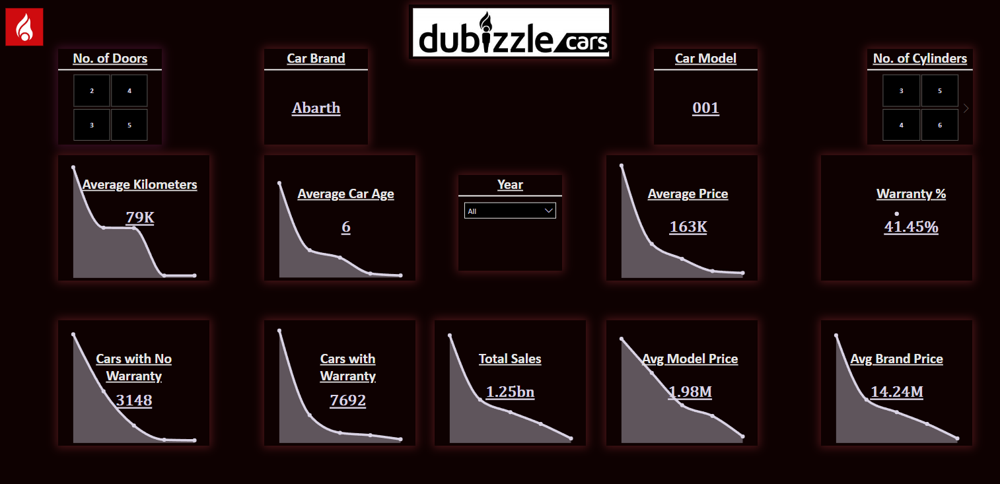 dubizzle cars
No. of Doors
2 4
3 5
Car Brand
Abarth
Car Model
001
No. of Cylinders
3 5
4 6
Average Kilometers
79K
Average Car Age
6
Year
All
Average Price
163K
Warranty %
41.45%
Cars with No
Warranty
3148
Cars with
Warranty
7692
Total Sales
1.25bn
Avg Model Price
1.98M
Avg Brand Price
14.24M